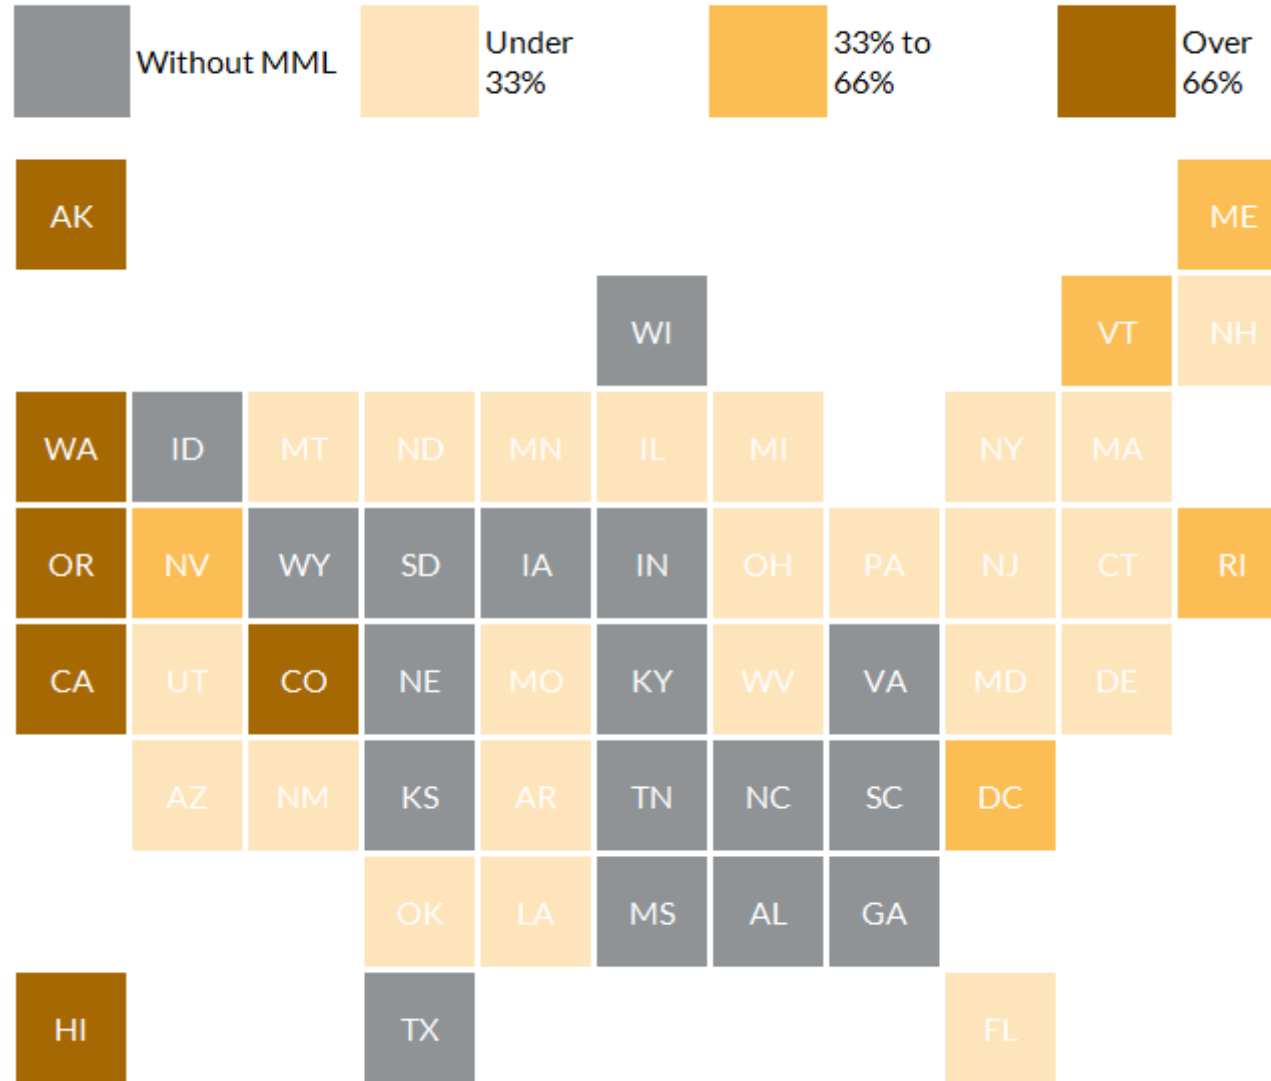 Without MML
Under
33%
33% to
66%
Over
66%
AK
ME
WI
VT
NH
WA
ID
MT
ND
MN
IL
MI
NY
MA
OR
NV
WY
SD
IA
IN
OH
PA
NJ
CT
RI
CA
UT
CO
NE
MO
KY
WV
VA
MD
DE
AZ
NM
KS
AR
TN
NC
SC
DC
OK
LA
MS
AL
GA
HI
TX
FL